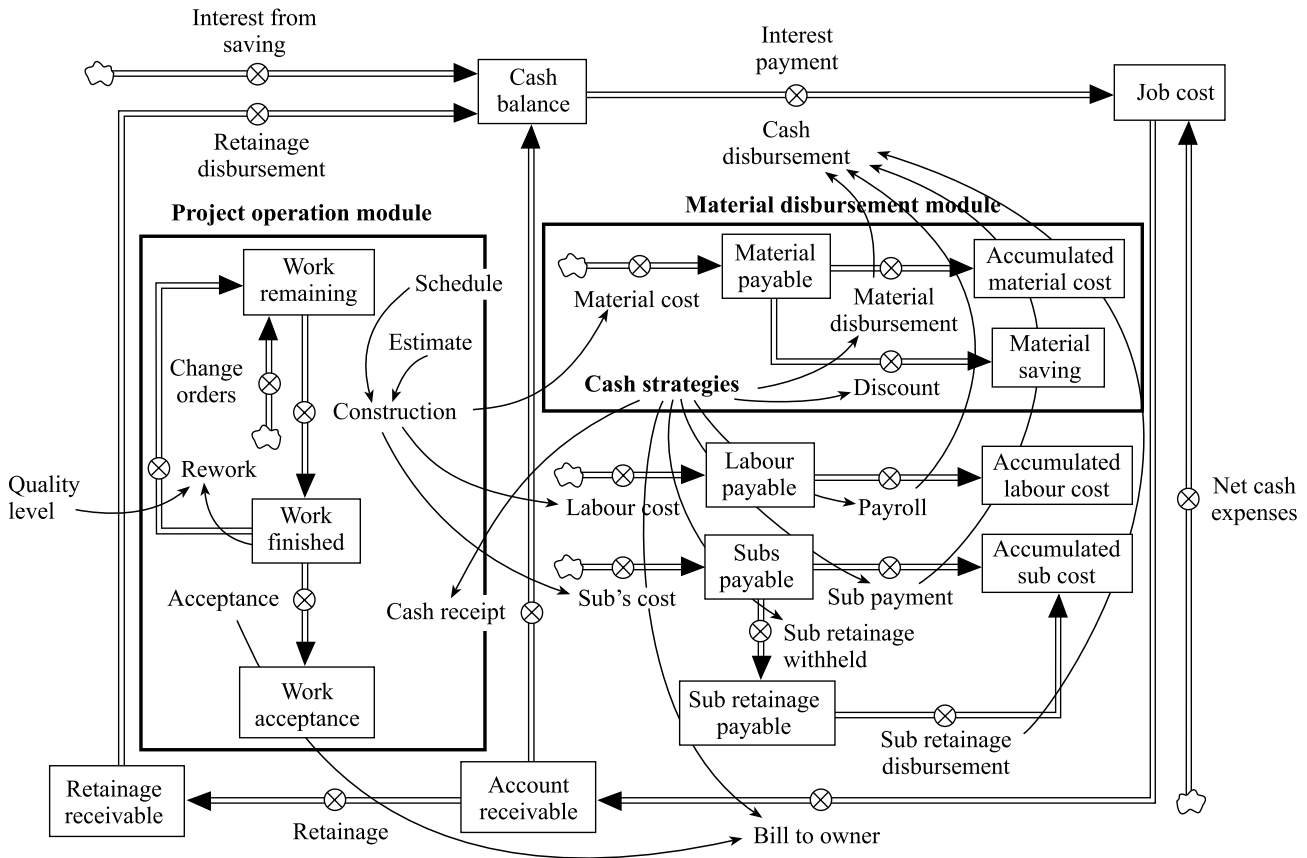 Interest from
saving
Cash
balance
Interest
payment
Job cost
Retainage
disbursement
Cash
disbursement
Project operation module
Material disbursement module
Work
remaining
Schedule
Material cost
Material
payable
Material
disbursement
Accumulated
material cost
Estimate
Material
saving
Change
orders
Construction
Cash strategies
Discount
Quality
level
Rework
Work
finished
Labour cost
Labour
payable
Payroll
Accumulated
labour cost
Net cash
expenses
Acceptance
Cash receipt
Sub's cost
Subs
payable
Sub payment
Accumulated
sub cost
Sub retainage
withheld
Work
acceptance
Sub retainage
payable
Sub retainage
disbursement
Retainage
receivable
Retainage
Account
receivable
Bill to owner